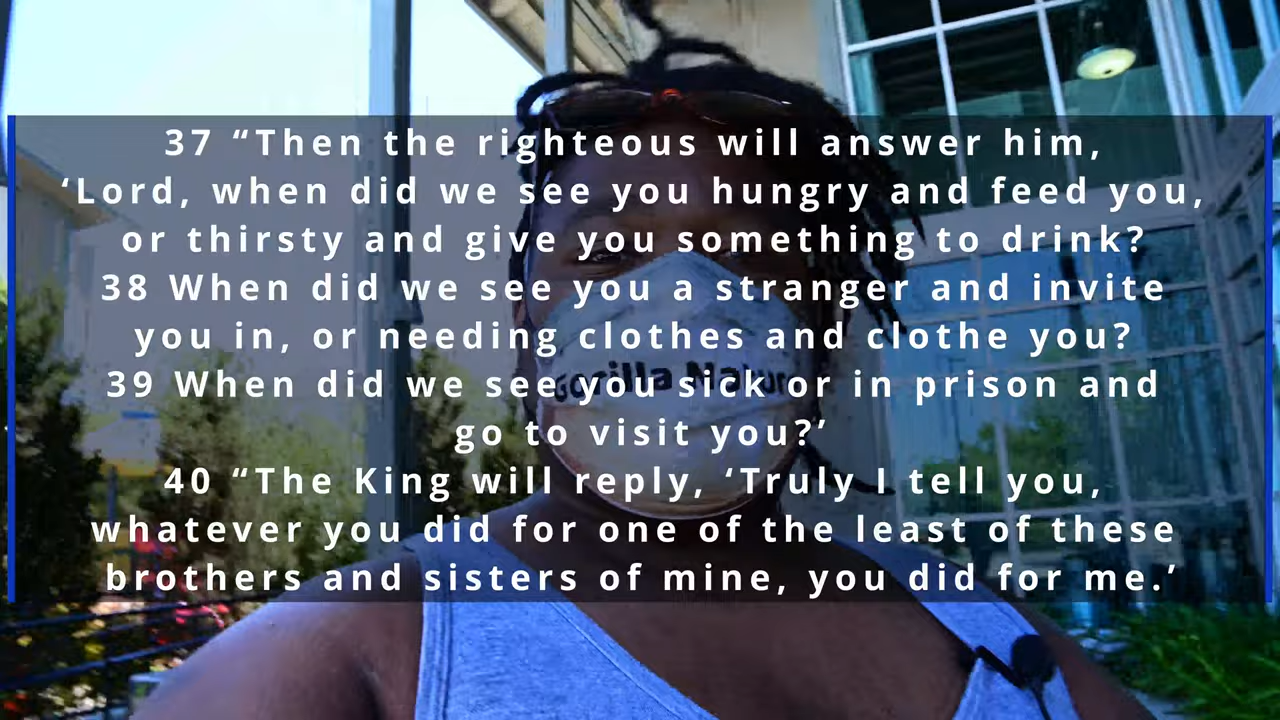 37 “Then the righteous will answer him,
‘Lord, when did we see you hungry and feed you,
or thirsty and give you something to drink?
38 When did we see you a stranger and invite
you in, or needing clothes and clothe you?
39 When did we see you sick or in prison and
go to visit you?’
40 “The King will reply, ‘Truly I tell you,
whatever you did for one of the least of these
brothers and sisters of mine, you did for me.’
Gorilla